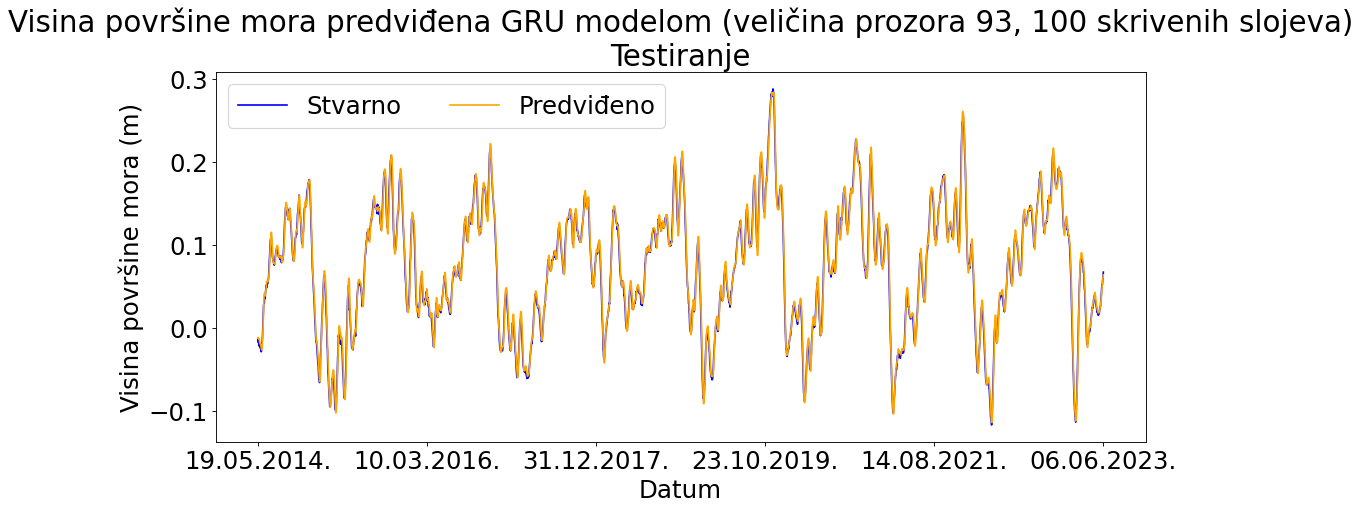 Visina površine mora predviđena GRU modelom (veličina prozora 93, 100 skrivenih slojeva)
Testiranje
Stvarno
Predviđeno
Visina površine mora (m)
0.3
0.2
0.1
0.0
−0.1
19.05.2014.
10.03.2016.
31.12.2017.
23.10.2019.
14.08.2021.
06.06.2023.
Datum